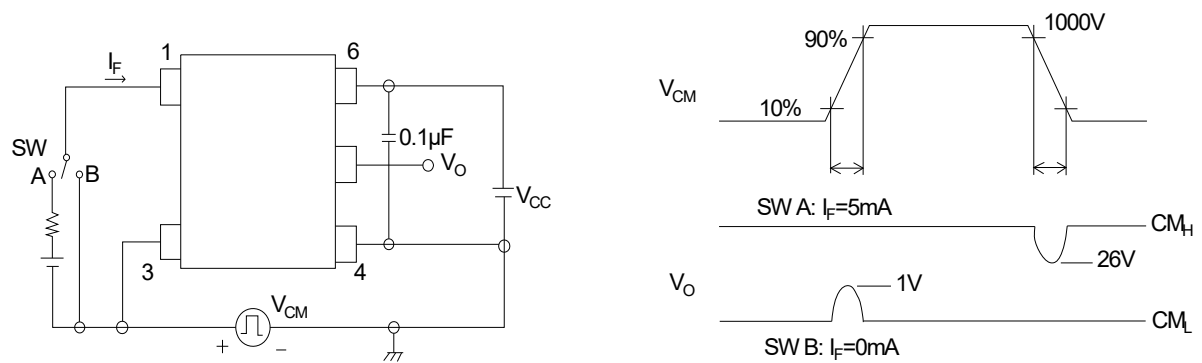 1
6
I_F
SW
A
B
0.1µF
V_O
V_CC
3
4
V_CM
+
–
V_CM
90%
10%
1000V
SW A: I_F=5mA
CM_H
26V
V_O
1V
CM_L
SW B: I_F=0mA